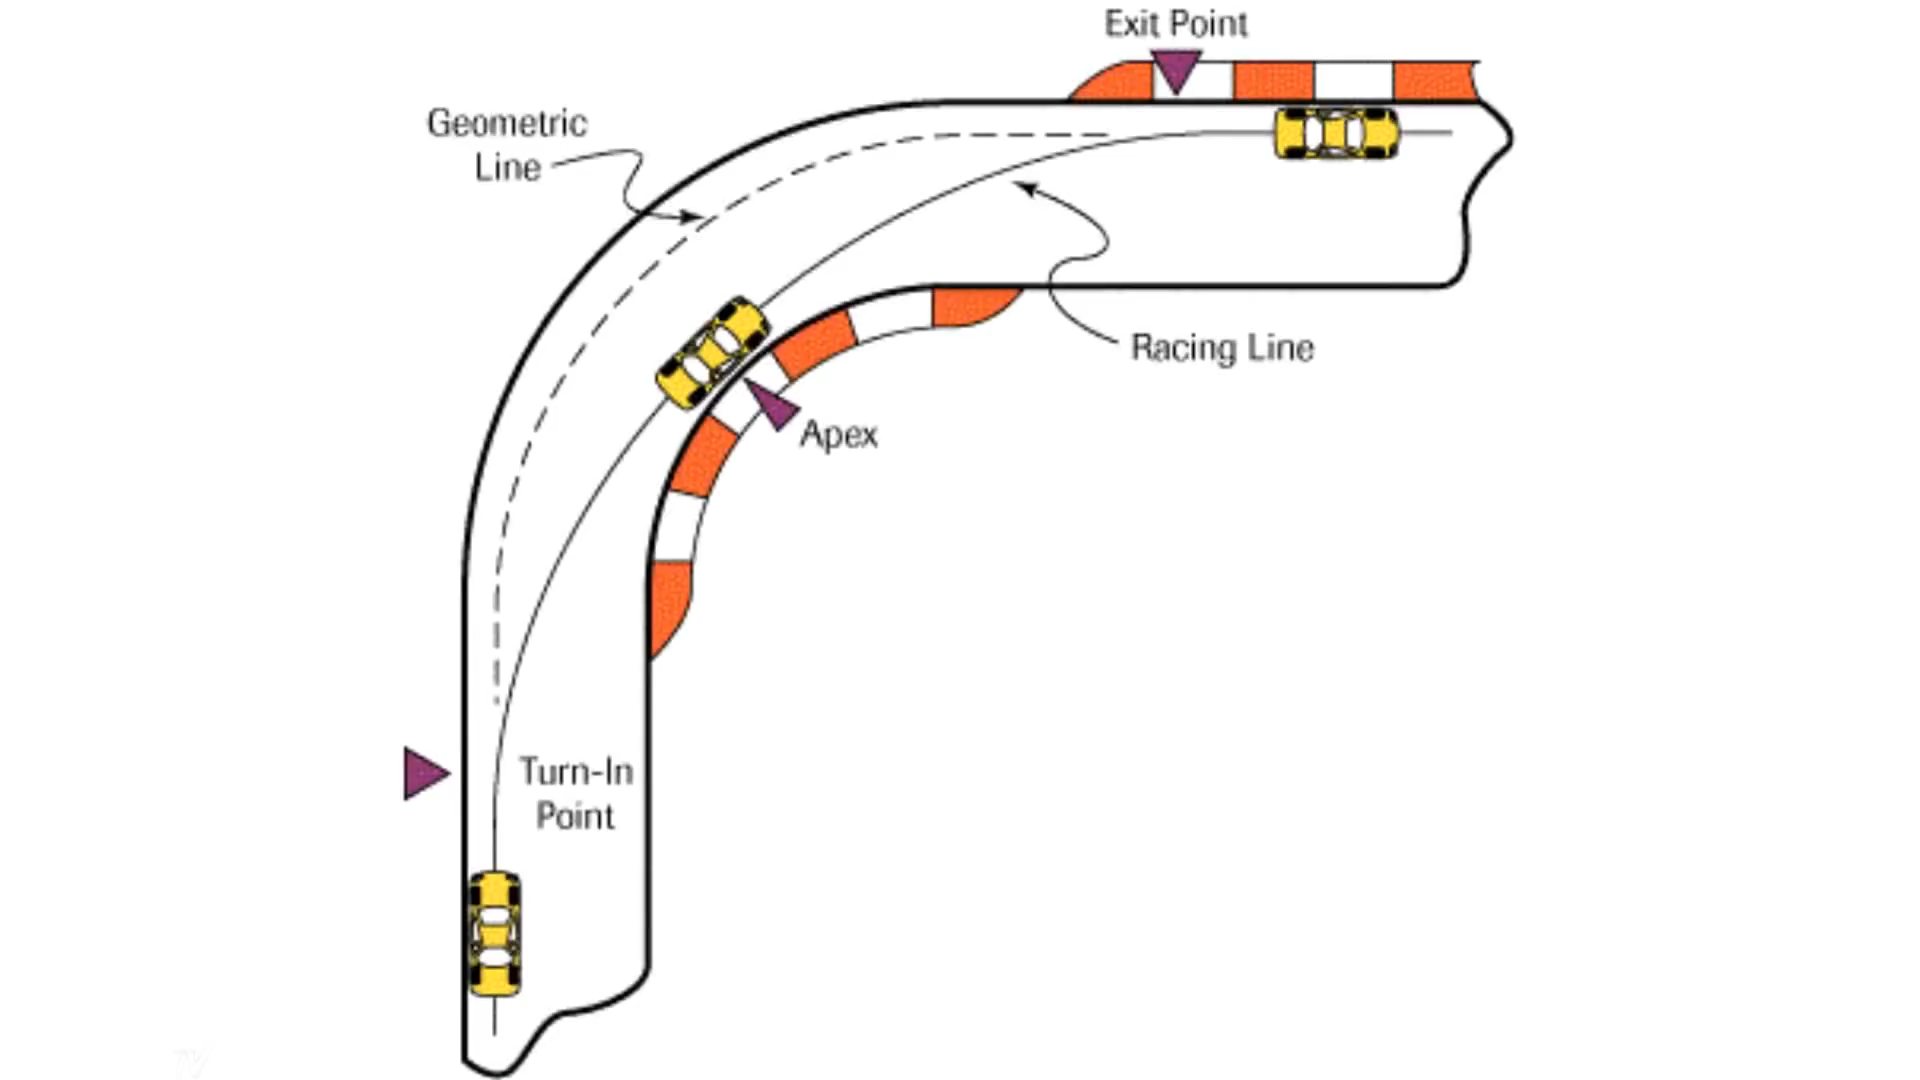 Exit Point
Geometric
Line
Racing Line
Apex
Turn-In
Point